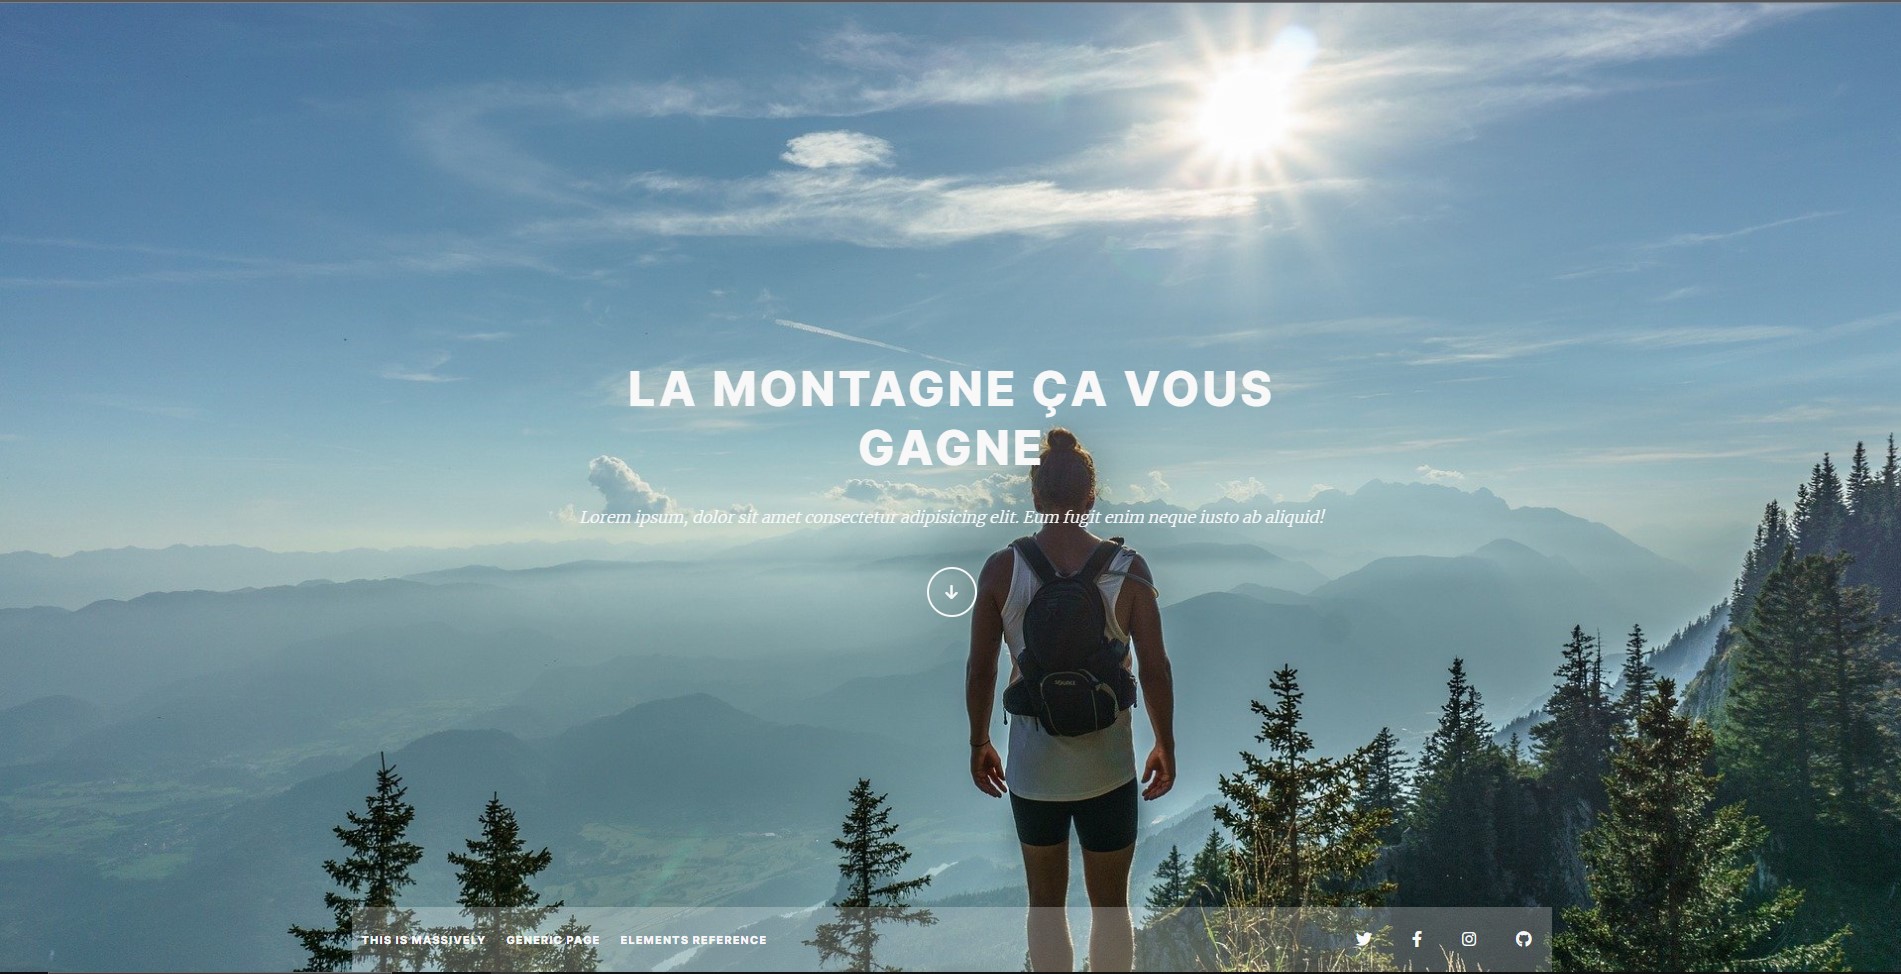 LA MONTAGNE ÇA VOUS
GAGNE
Lorem ipsum, dolor sit amet consectetur adipisicing elit. Eum fugit enim neque iusto ab aliquid!
THIS IS MASSIVELY GENERIC PAGE ELEMENTS REFERENCE